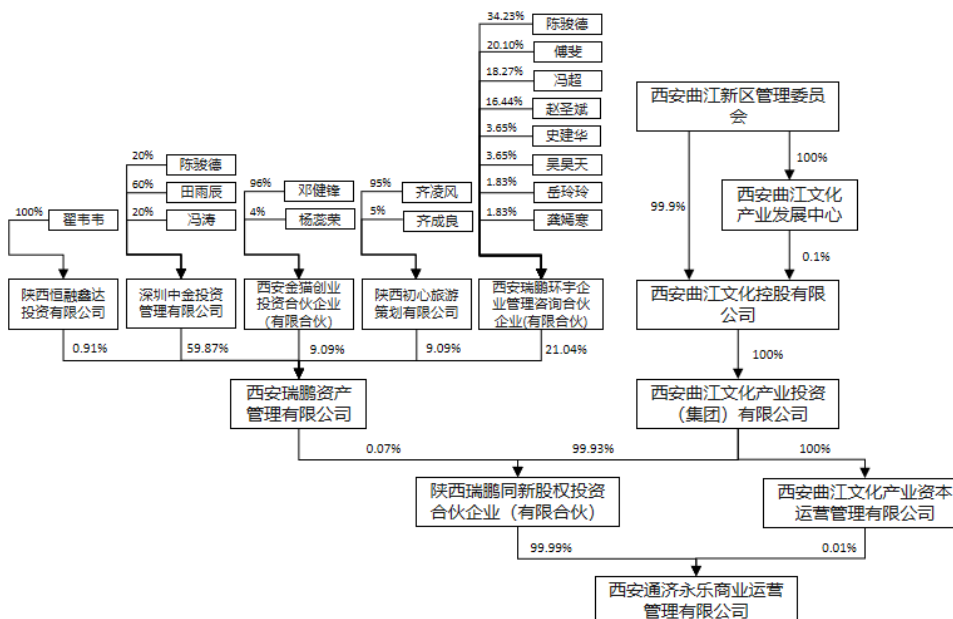 34.23%
陈骏德
20.10%
傅斐
18.27%
冯超
16.44%
赵圣斌
3.65%
史建华
3.65%
吴昊天
1.83%
岳玲玲
1.83%
龚嫣骞
西安曲江新区管理委员
会
100%
99.9%
西安曲江文化
产业发展中心
0.1%
20%
陈骏德
60%
田雨辰
20%
冯涛
96%
邓健锋
4%
杨蕊荣
95%
齐凌风
5%
齐成良
100%
翟韦韦
陕西恒融鑫达
投资有限公司
深圳中金投资
管理有限公司
西安金猫创业
投资合伙企业
(有限合伙)
陕西初心旅游
策划有限公司
西安瑞鹏环宇企
业管理咨询合伙
企业(有限合伙)
西安曲江文化控股有限
公司
0.91%
59.87%
9.09%
9.09%
21.04%
100%
西安瑞鹏资产
管理有限公司
西安曲江文化产业投资
（集团）有限公司
0.07%
99.93%
100%
陕西瑞鹏同新股权投资
合伙企业（有限合伙）
西安曲江文化产业资本
运营管理有限公司
99.99%
0.01%
西安通济永乐商业运营
管理有限公司